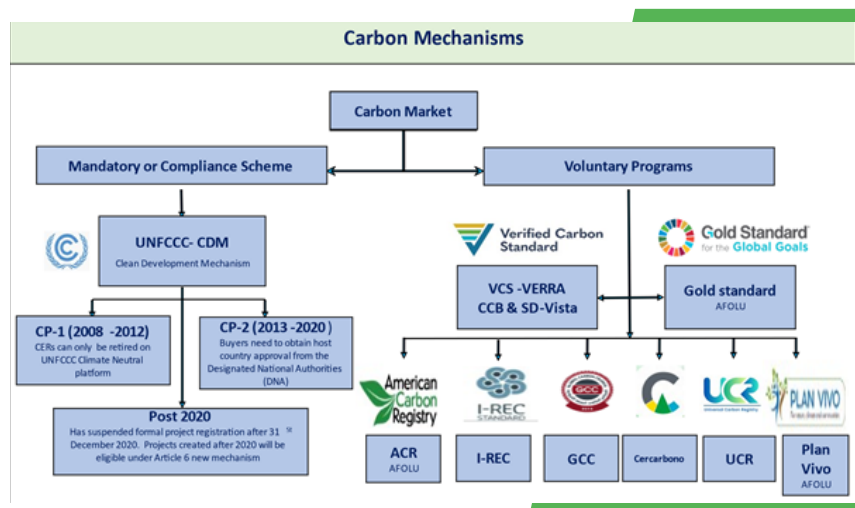 Carbon Mechanisms
Carbon Market
Mandatory or Compliance Scheme
Voluntary Programs
UNFCCC- CDM
Clean Development Mechanism
Verified Carbon
Standard
Gold Standard
for the Global Goals
VCS -VERRA
CCB & SD-Vista
Gold standard
AFOLU
CP-1 (2008 -2012)
CERs can only be retired on
UNFCCC Climate Neutral
platform
CP-2 (2013 -2020 )
Buyers need to obtain host
country approval from the
Designated National Authorities
(DNA)
Post 2020
Has suspended formal project registration after 31 St
December 2020. Projects created after 2020 will be
eligible under Article 6 new mechanism
American
Carbon
Registry
I-REC
STANDARD
GCC
UCR
Universal Carbon Registry
PLAN VIVO
ACR
AFOLU
I-REC
GCC
Cercarbono
UCR
Plan
Vivo
AFOLU